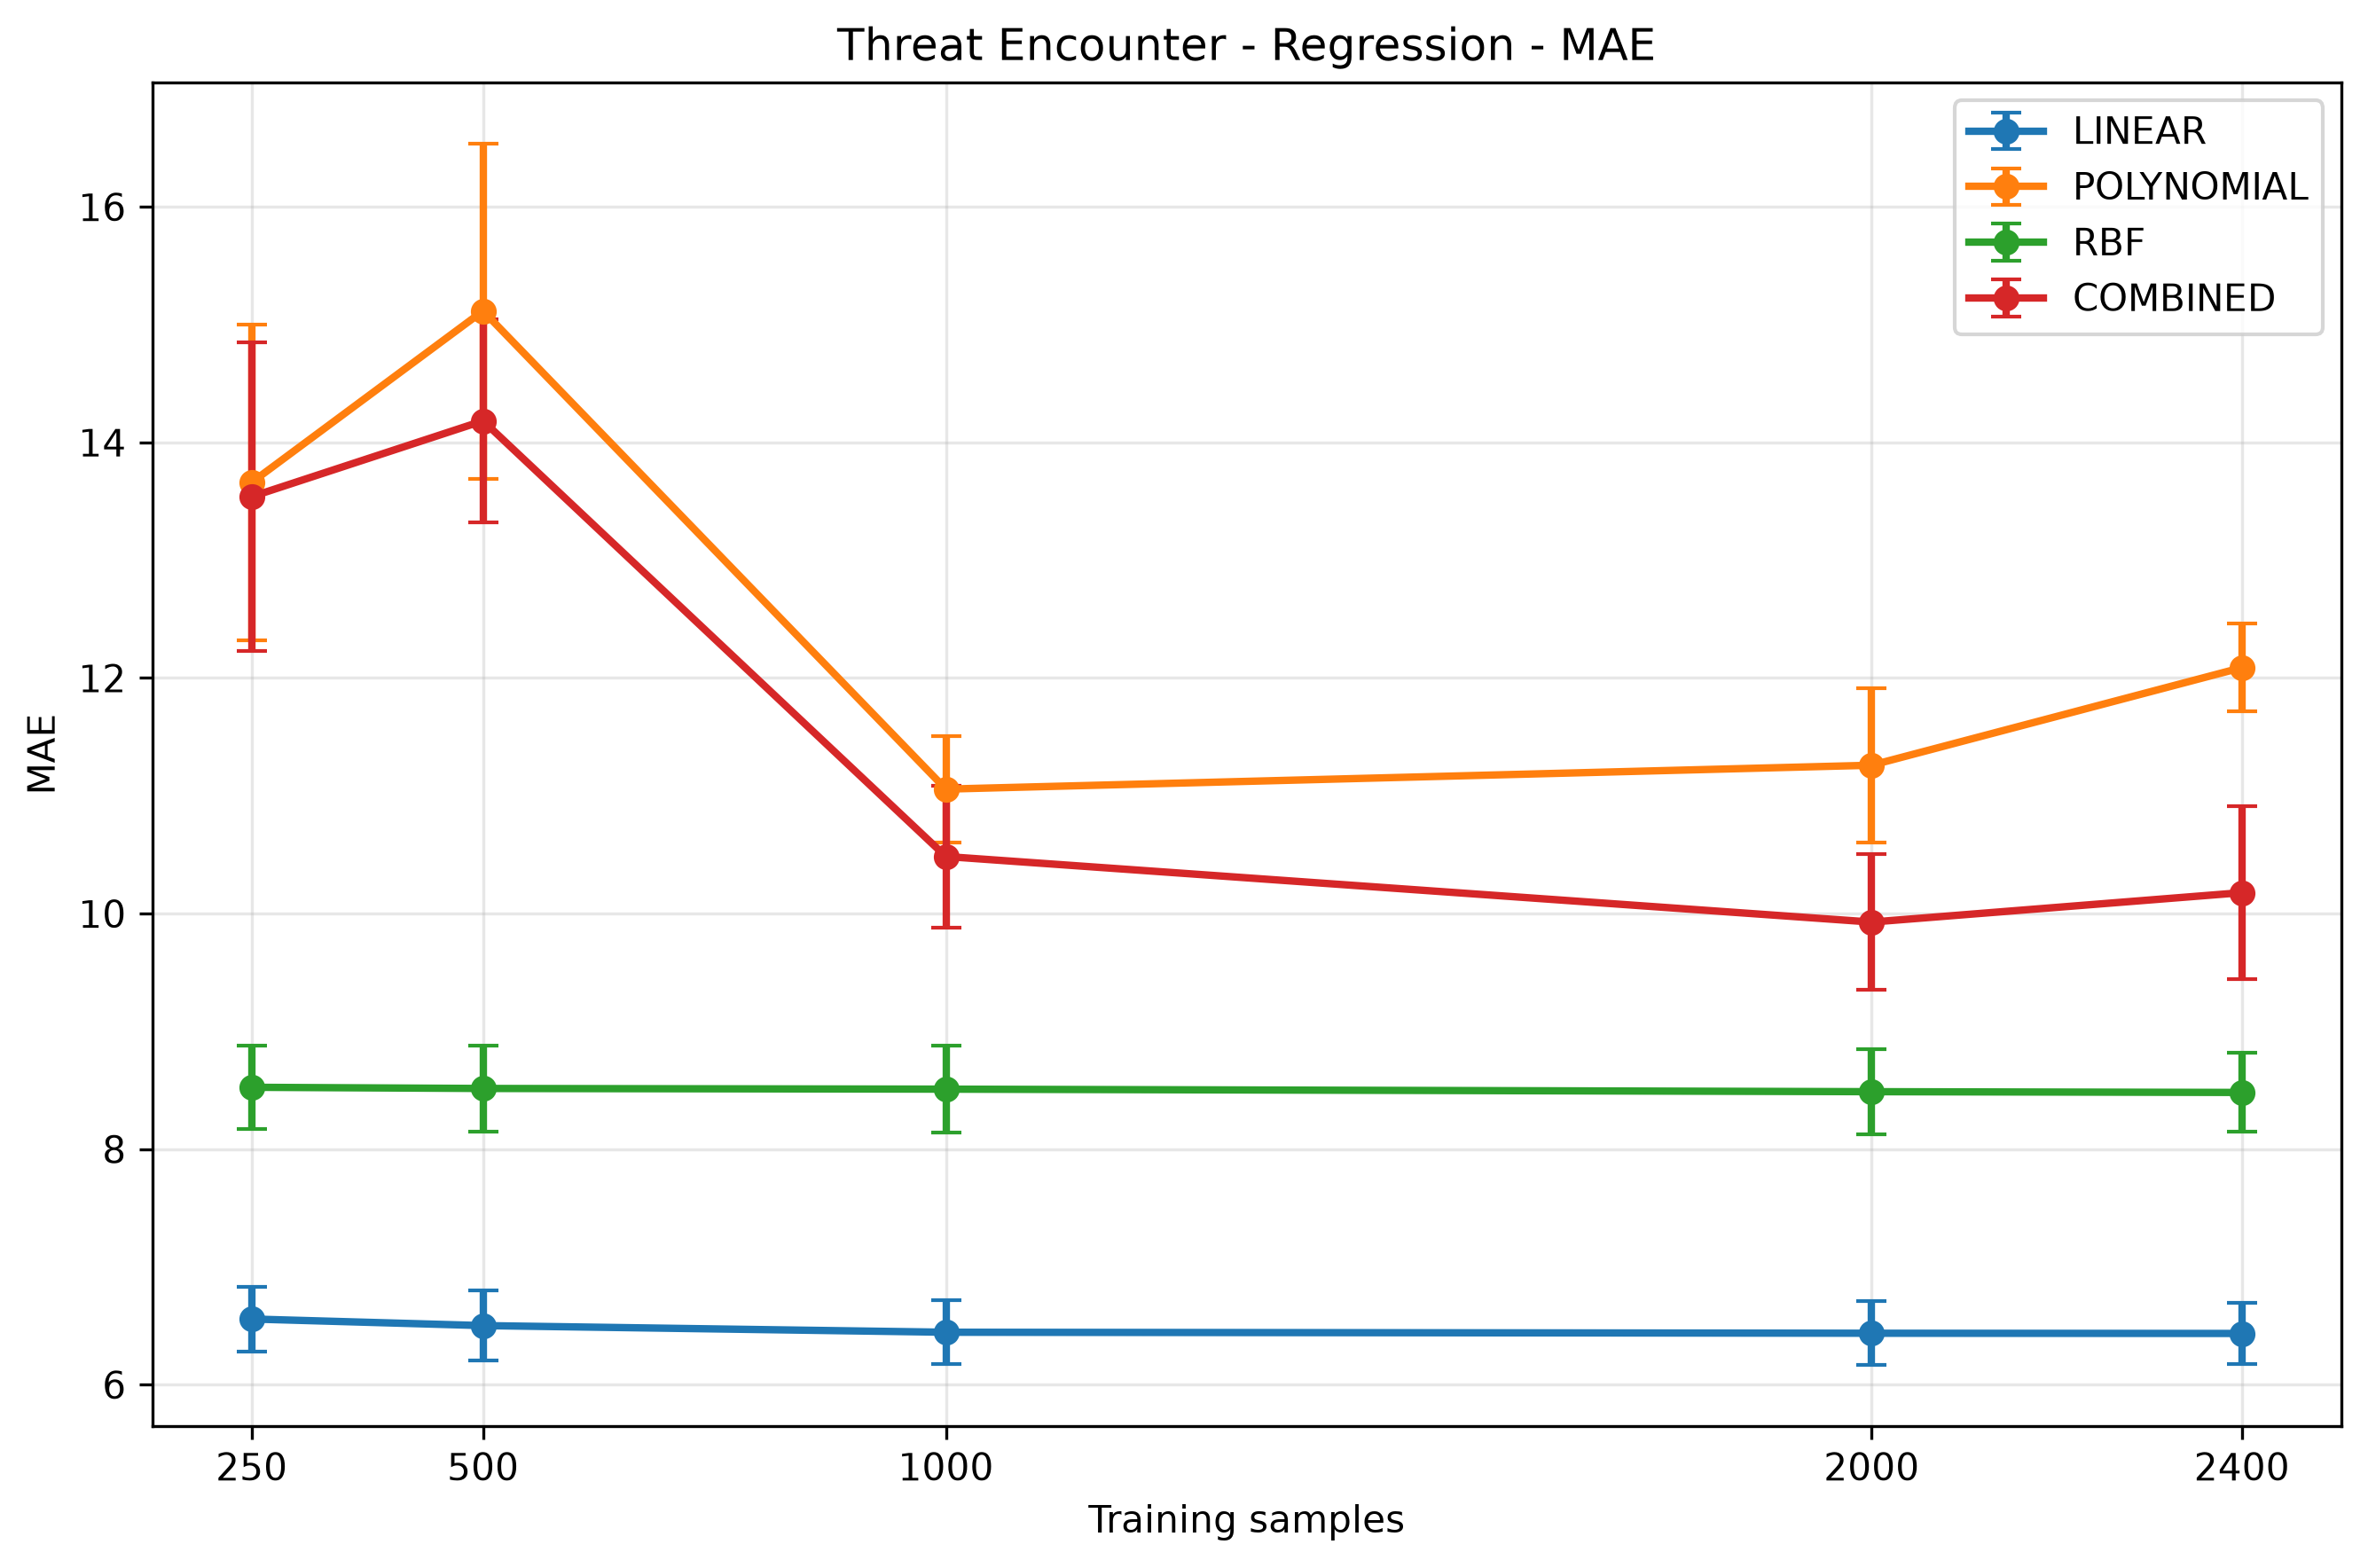 Threat Encounter - Regression - MAE
LINEAR
POLYNOMIAL
RBF
COMBINED
MAE
16
14
12
10
8
6
250
500
1000
2000
2400
Training samples